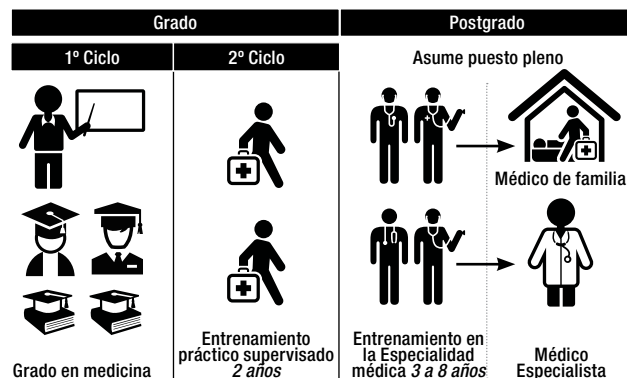 Grado
Postgrado
1º Ciclo
2º Ciclo
Asume puesto pleno
Médico de familia
Grado en medicina
Entrenamiento
práctico supervisado
2 años
Entrenamiento en
la Especialidad
médica 3 a 8 años
Médico
Especialista